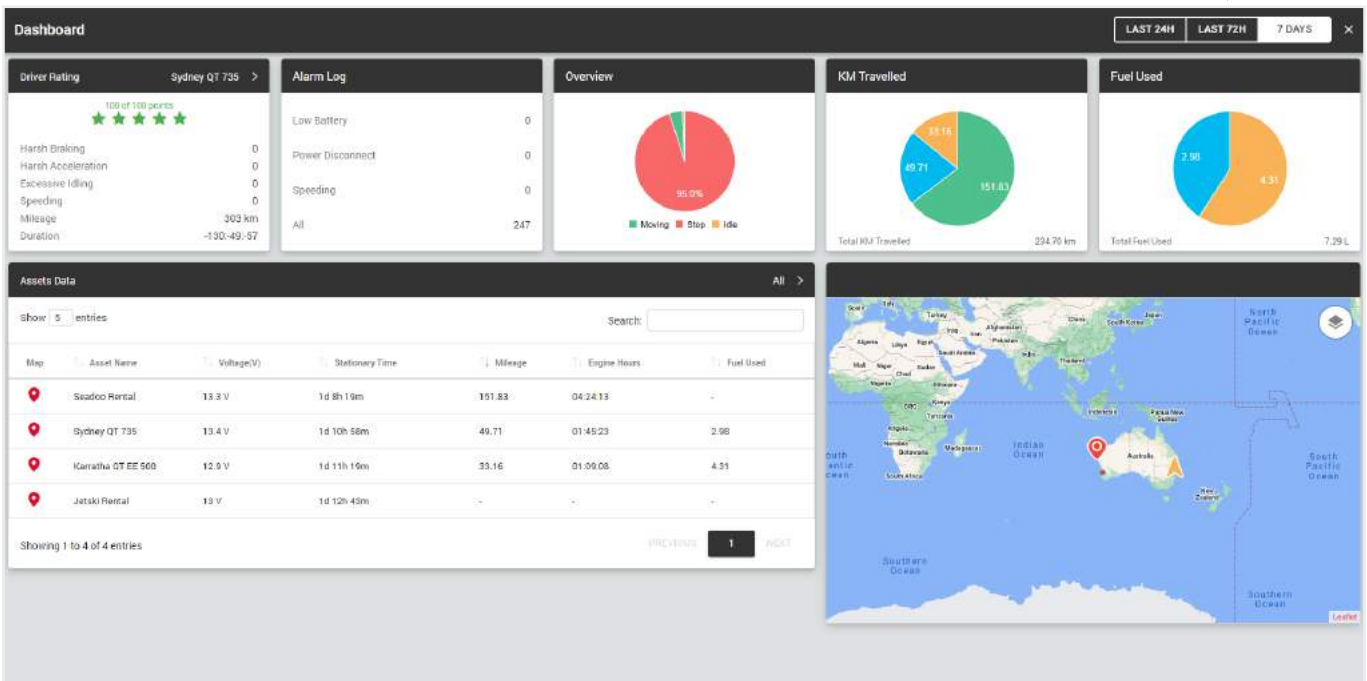 Dashboard
LAST 24H
LAST 72H
7 DAYS
Driver Rating
Sydney QT 735 >
100 of 100 points
Harsh Braking 0
Harsh Acceleration 0
Excessive Idling 0
Speeding 0
Mileage 303 km
Duration -130:-49:-57
Alarm Log
Low Battery 0
Power Disconnect 0
Speeding 0
All 247
Overview
95.0%
Moving Stop Idle
KM Travelled
33.16
49.71
151.83
Total KM Travelled 234.70 km
Fuel Used
2.98
4.31
Total Fuel Used 7.29 L
Assets Data
All >
Show 5 entries
Search:
Map Asset Name Voltage(V) Stationary Time Mileage Engine Hours Fuel Used
Seadoo Rental 13.3 V 1d 8h 19m 151.83 04:24:13 -
Sydney QT 735 13.4 V 1d 10h 58m 49.71 01:45:23 2.98
Karratha GT EE 500 12.9 V 1d 11h 19m 33.16 01:09:08 4.31
Jetski Rental 13 V 1d 12h 43m - - -
Showing 1 to 4 of 4 entries
PREVIOUS 1 NEXT
Spain
Italy
Turkey
Iraq
Iran
Afghanistan
Pakistan
China
South Korea
Japan
North
Pacific
Ocean
Algeria
Libya
Egypt
Saudi Arabia
India
Thailand
Mali
Niger
Chad
Sudan
Nigeria
Ethiopia
DRC
Kenya
Tanzania
Indonesia
Papua New
Guinea
Angola
Namibia
Botswana
Madagascar
Indian
Ocean
Australia
South Africa
South
Pacific
Ocean
New
Zealand
Southern
Ocean
Southern
Ocean
Leaflet